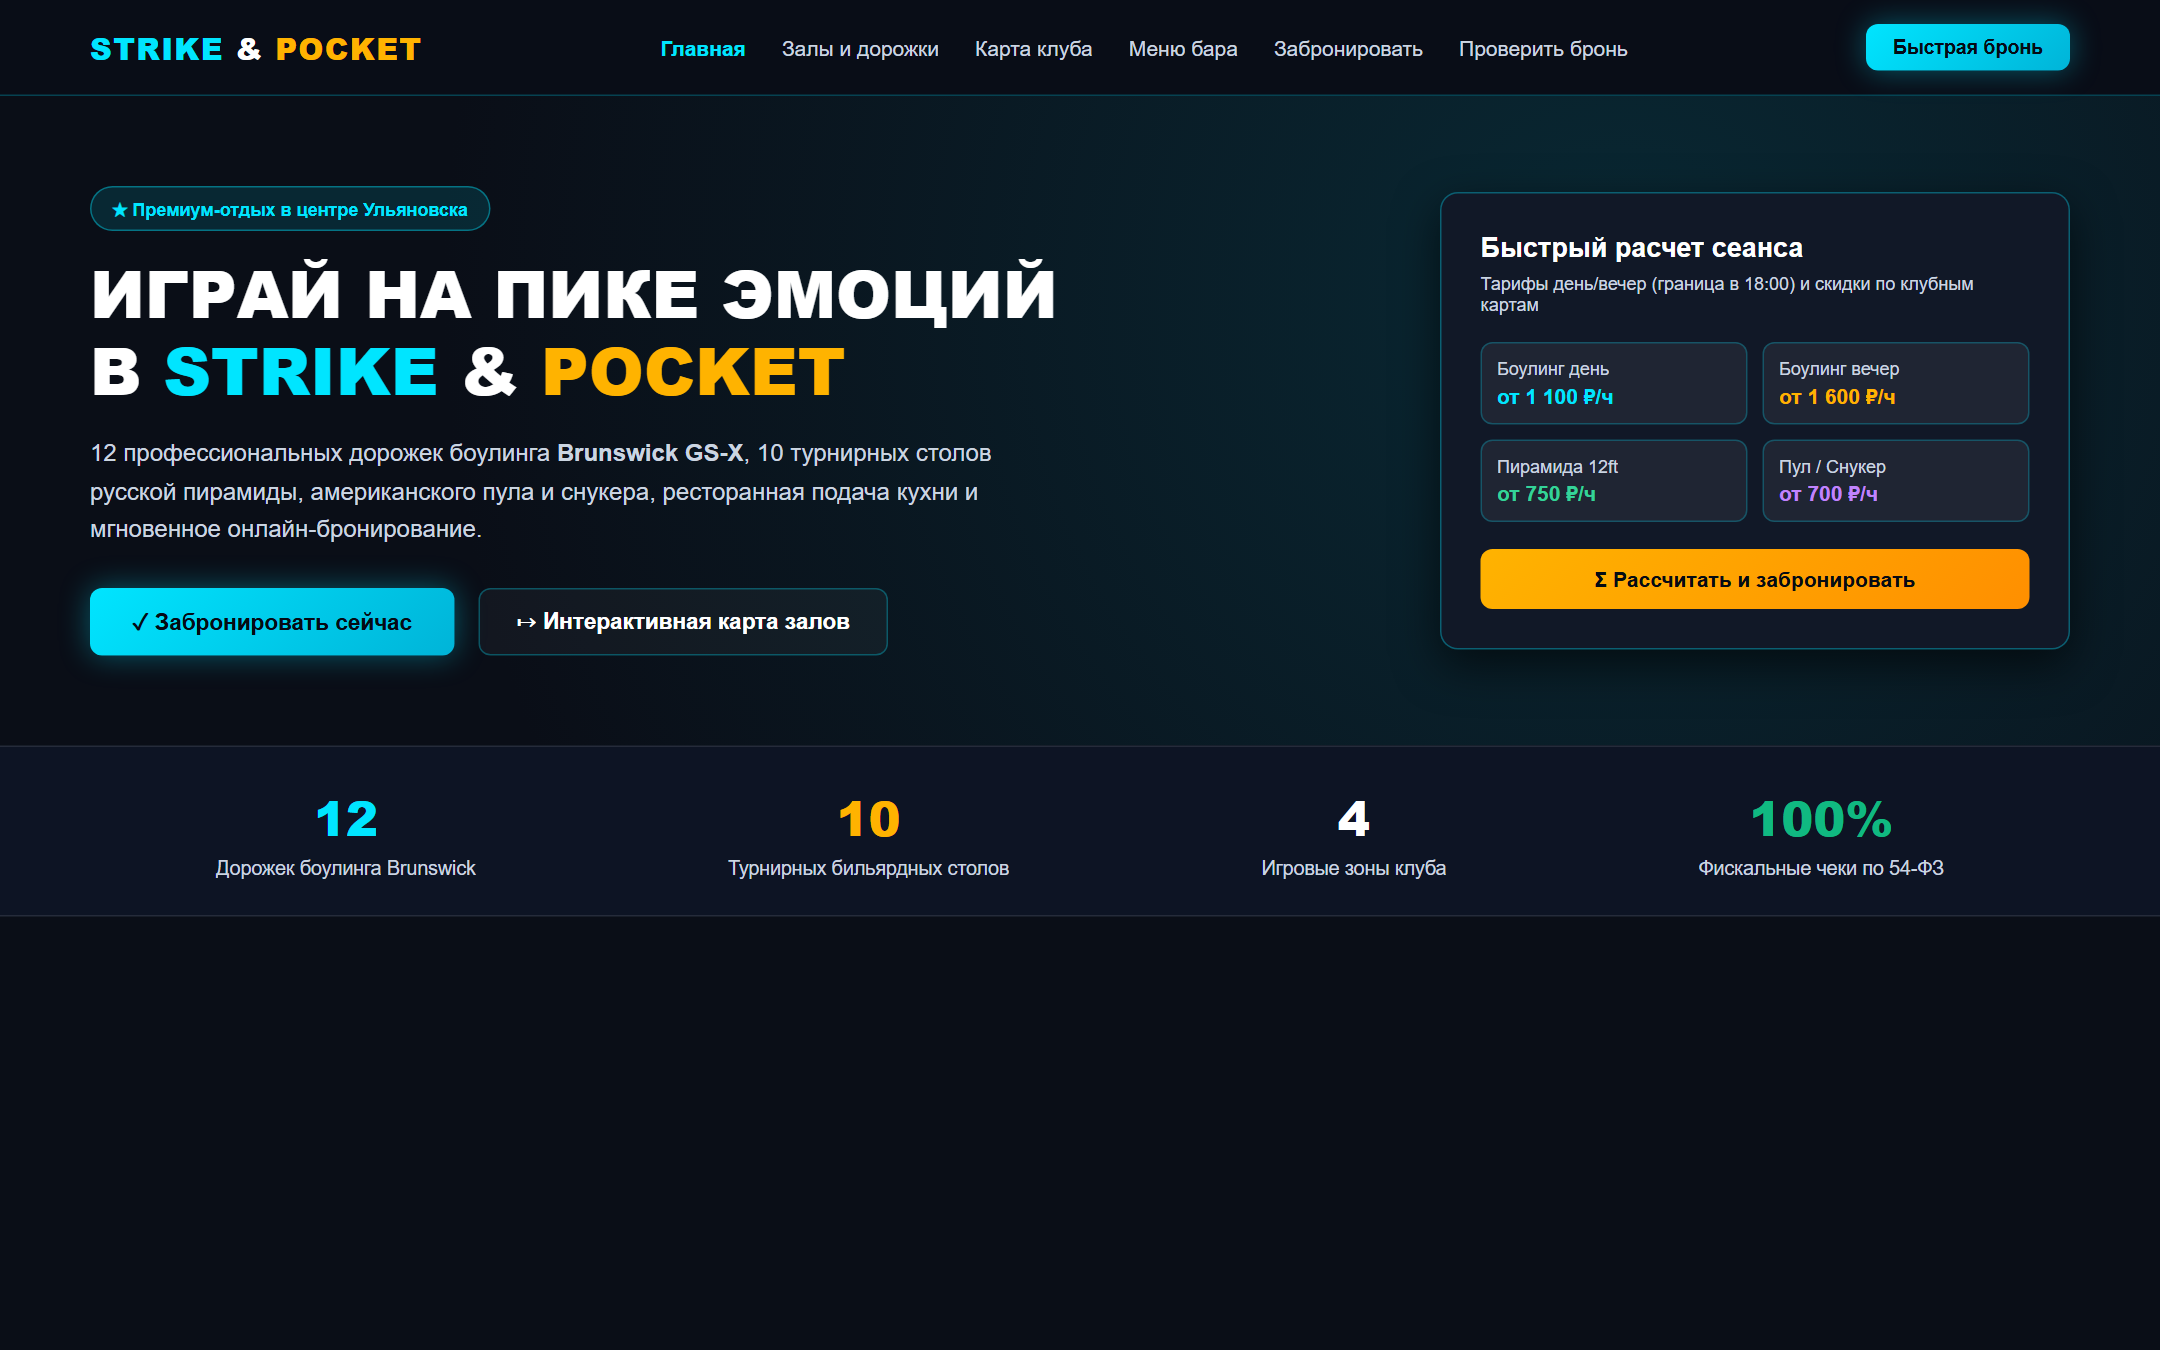 STRIKE & POCKET
Главная
Залы и дорожки
Карта клуба
Меню бара
Забронировать
Проверить бронь
Быстрая бронь
★ Премиум-отдых в центре Ульяновска
ИГРАЙ НА ПИКЕ ЭМОЦИЙ
В STRIKE & POCKET
12 профессиональных дорожек боулинга Brunswick GS-X, 10 турнирных столов
русской пирамиды, американского пула и снукера, ресторанная подача кухни и
мгновенное онлайн-бронирование.
✓ Забронировать сейчас
↦ Интерактивная карта залов
Быстрый расчет сеанса
Тарифы день/вечер (граница в 18:00) и скидки по клубным
картам
Боулинг день
от 1 100 ₽/ч
Боулинг вечер
от 1 600 ₽/ч
Пирамида 12ft
от 750 ₽/ч
Пул / Снукер
от 700 ₽/ч
Σ Рассчитать и забронировать
12
Дорожек боулинга Brunswick
10
Турнирных бильярдных столов
4
Игровые зоны клуба
100%
Фискальные чеки по 54-ФЗ